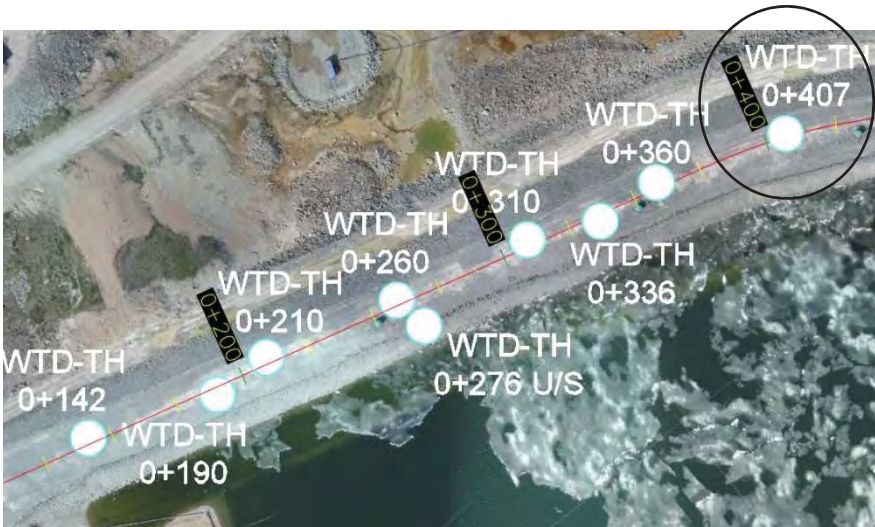 WTD-TH
0+407
0+400
WTD-TH
0+360
WTD-TH
0+310
0+300
WTD-TH
0+336
WTD-TH
0+260
WTD-TH
0+276 U/S
WTD-TH
0+210
0+200
WTD-TH
0+142
WTD-TH
0+190